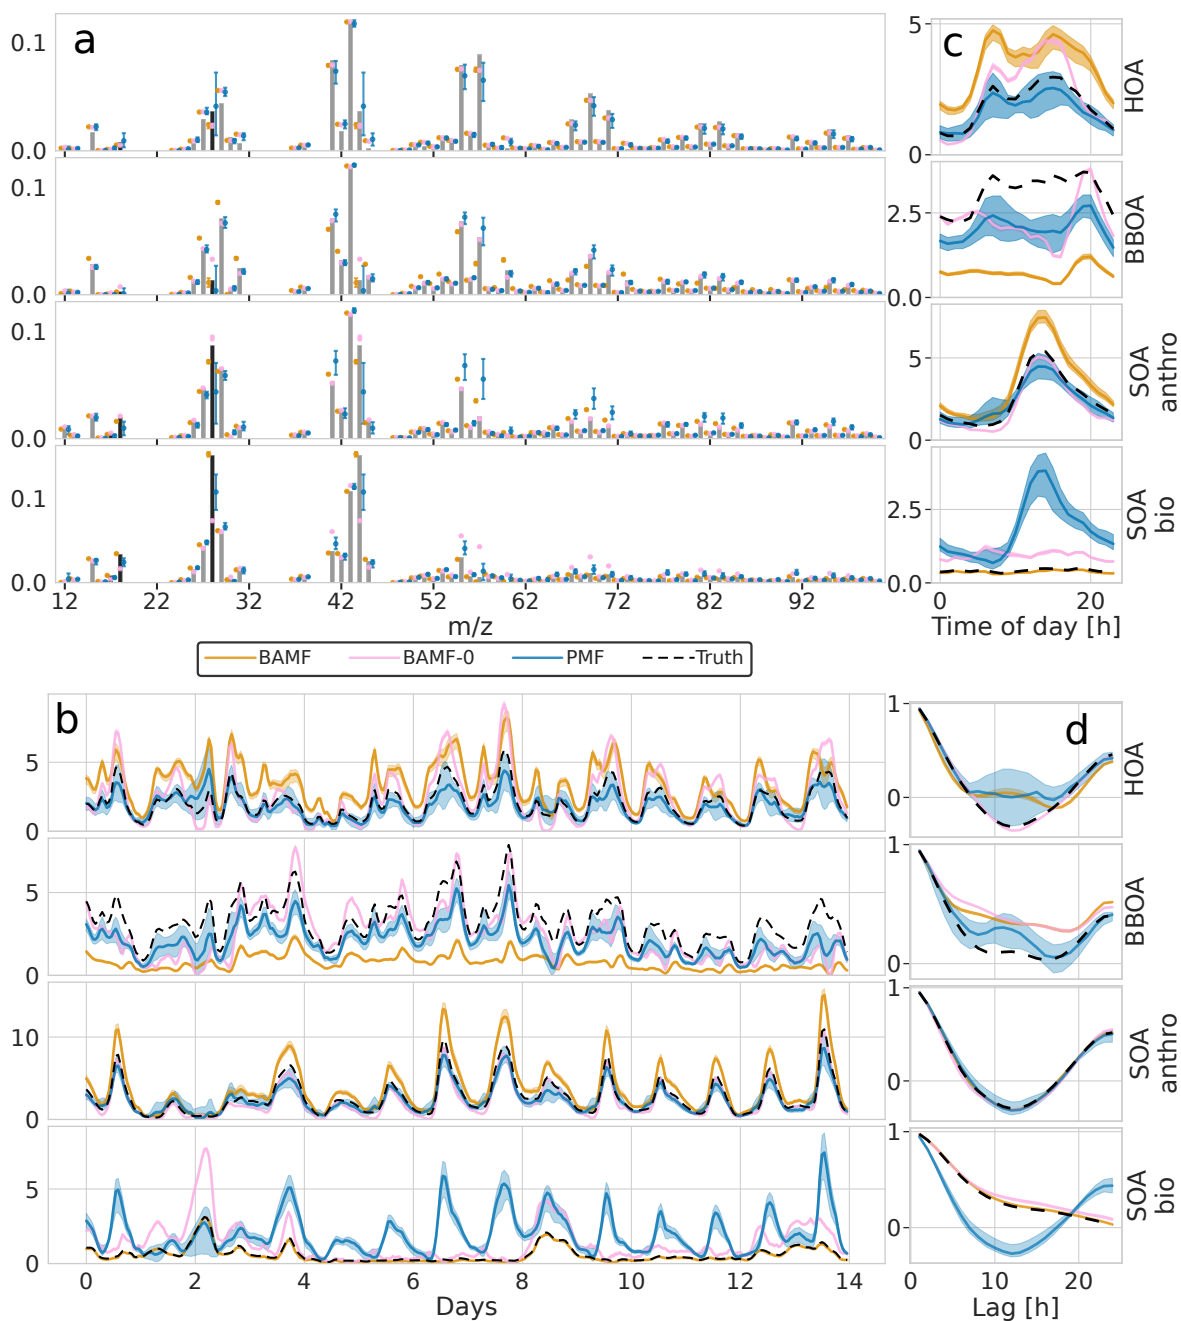 a
0.1
0.0
0.1
0.0
0.1
0.0
0.1
0.0
12 22 32 42 52 62 72 82 92
m/z
c
5
0
HOA
2.5
0.0
BBOA
5
0
SOA
anthro
2.5
0.0
SOA
bio
0 20
Time of day [h]
BAMF BAMF-0 PMF Truth
b
5
0
5
0
10
0
5
0
0 2 4 6 8 10 12 14
Days
d
1
0
HOA
1
0
BBOA
1
0
SOA
anthro
1
0
SOA
bio
0 10 20
Lag [h]